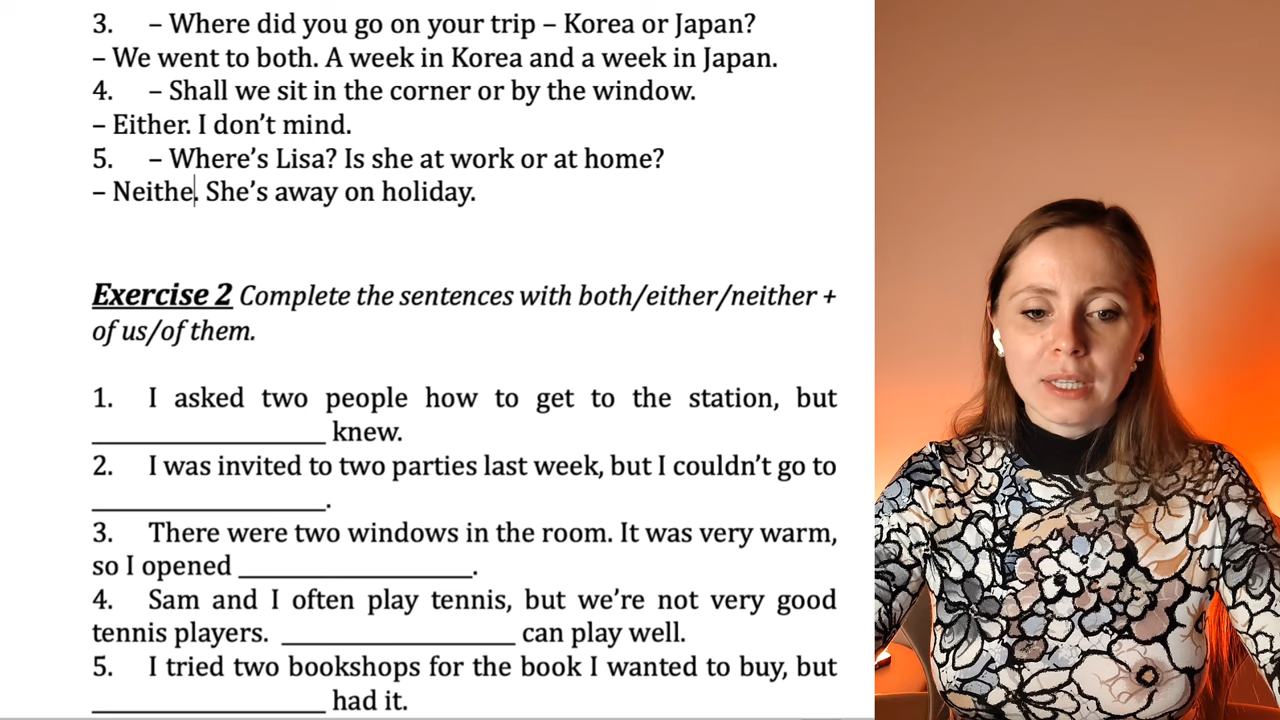 3. – Where did you go on your trip – Korea or Japan?
– We went to both. A week in Korea and a week in Japan.
4. – Shall we sit in the corner or by the window.
– Either. I don’t mind.
5. – Where’s Lisa? Is she at work or at home?
– Neithe. She’s away on holiday.
Exercise 2 Complete the sentences with both/either/neither +
of us/of them.
1. I asked two people how to get to the station, but
__________________ knew.
2. I was invited to two parties last week, but I couldn’t go to
__________________.
3. There were two windows in the room. It was very warm,
so I opened __________________.
4. Sam and I often play tennis, but we’re not very good
tennis players. __________________ can play well.
5. I tried two bookshops for the book I wanted to buy, but
__________________ had it.